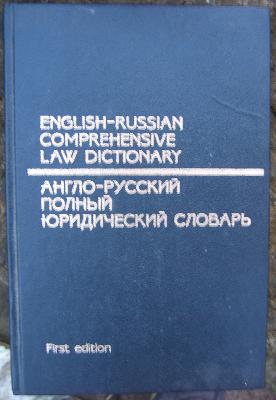 ENGLISH-RUSSIAN
COMPREHENSIVE
LAW DICTIONARY
АНГЛО-РУССКИЙ
ПОЛНЫЙ
ЮРИДИЧЕСКИЙ СЛОВАРЬ
First edition